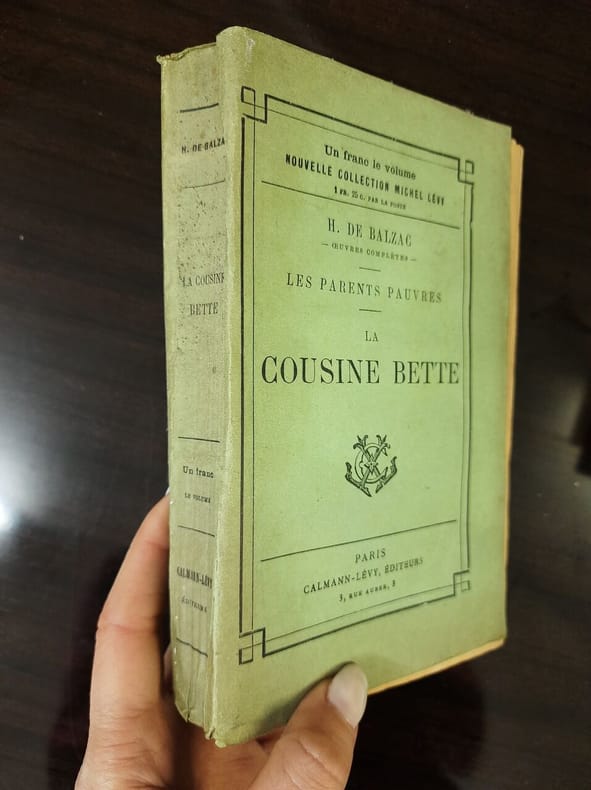 H. DE BALZA
LA COUSINE
BETTE
Un franc
LE VOLUME
CALMANN-LÉVY
ÉDITEURS
Un franc le volume
NOUVELLE COLLECTION MICHEL LÉVY
1 FR. 25 C. PAR LA POSTE
H. DE BALZAC
— ŒUVRES COMPLÈTES —
LES PARENTS PAUVRES
LA
COUSINE BETTE
PARIS
CALMANN-LÉVY, ÉDITEURS
3, RUE AUBER, 3